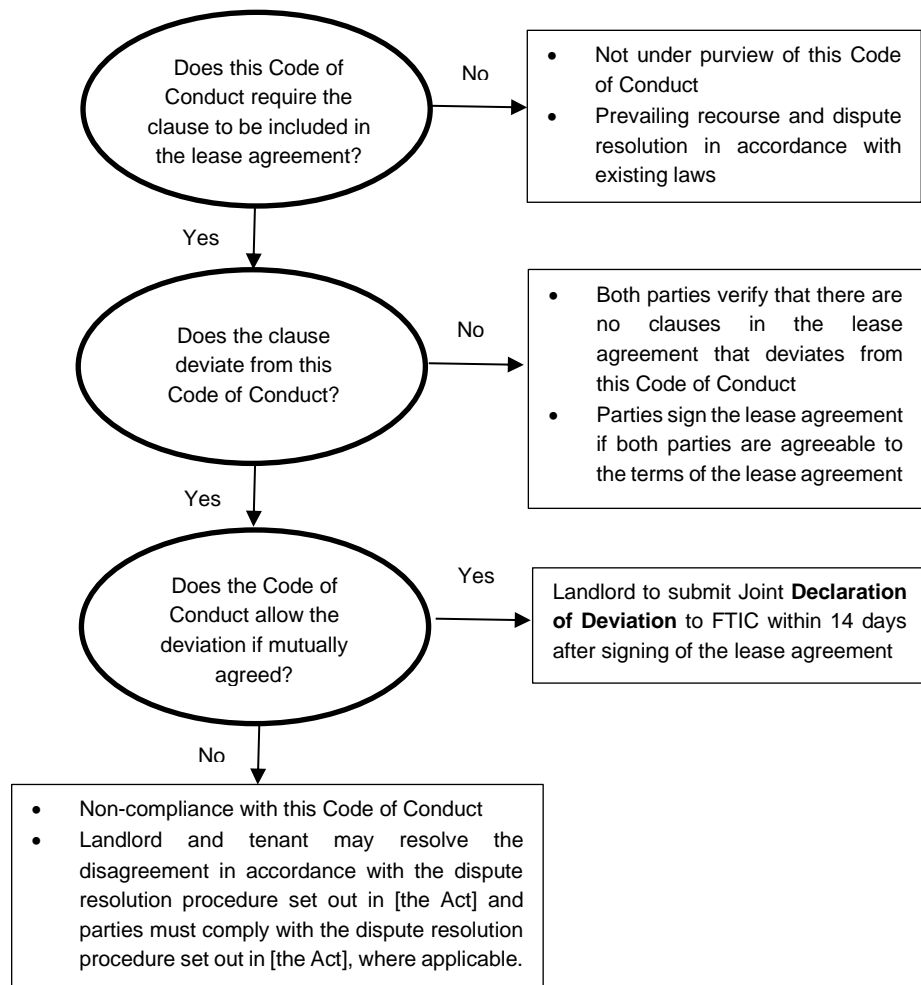 Does this Code of
Conduct require the
clause to be included in
the lease agreement?
No
• Not under purview of this Code
of Conduct
• Prevailing recourse and dispute
resolution in accordance with
existing laws
Yes
Does the clause
deviate from this
Code of Conduct?
No
• Both parties verify that there are
no clauses in the lease
agreement that deviates from
this Code of Conduct
• Parties sign the lease agreement
if both parties are agreeable to
the terms of the lease agreement
Yes
Does the Code of
Conduct allow the
deviation if mutually
agreed?
Yes
Landlord to submit Joint Declaration
of Deviation to FTIC within 14 days
after signing of the lease agreement
No
• Non-compliance with this Code of Conduct
• Landlord and tenant may resolve the
disagreement in accordance with the dispute
resolution procedure set out in [the Act] and
parties must comply with the dispute resolution
procedure set out in [the Act], where applicable.